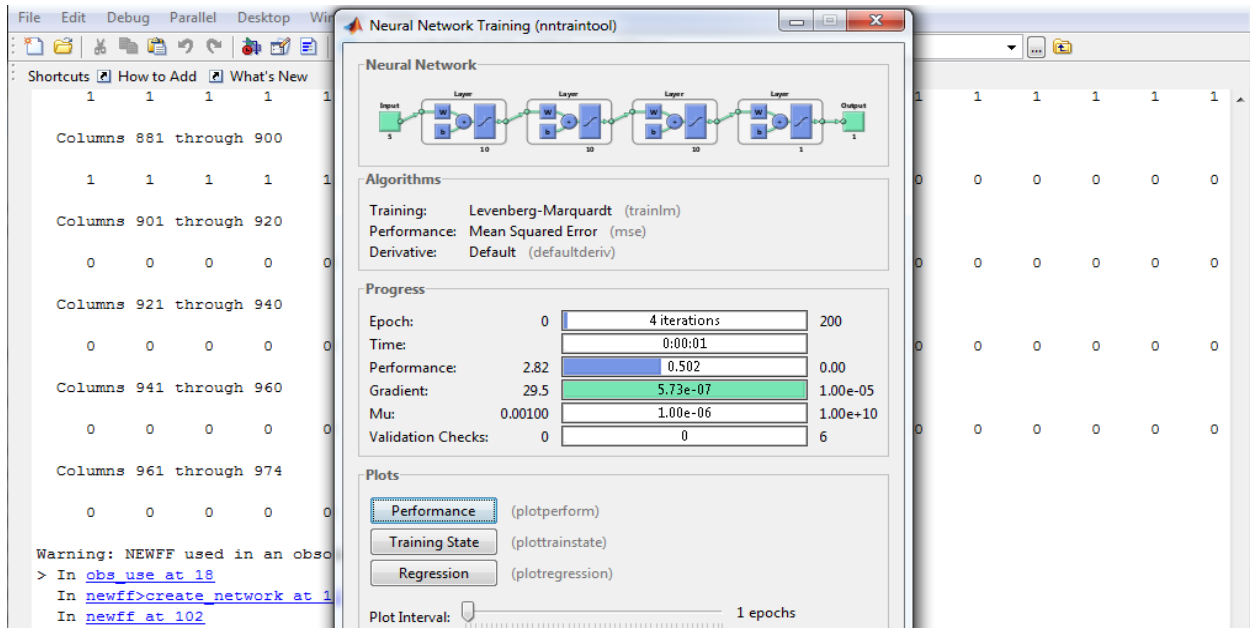 File Edit Debug Parallel Desktop
Shortcuts How to Add What's New
1 1 1 1 1 1 1 1 1 1 1
Columns 881 through 900
1 1 1 1 1 0 0 0 0 0 0
Columns 901 through 920
0 0 0 0 0 0 0 0 0 0 0
Columns 921 through 940
0 0 0 0 0 0 0 0 0 0 0
Columns 941 through 960
0 0 0 0 0 0 0 0 0 0 0
Columns 961 through 974
0 0 0 0 0
Warning: NEWFF used in an obso
> In obs_use at 18
In newff>create_network at 1
In newff at 102
Neural Network Training (nntraintool)
Neural Network
Layer Layer Layer Layer
Input W W W W Output
b b b b
5 10 10 10 1 1
Algorithms
Training: Levenberg-Marquardt (trainlm)
Performance: Mean Squared Error (mse)
Derivative: Default (defaultderiv)
Progress
Epoch: 0 4 iterations 200
Time: 0:00:01
Performance: 2.82 0.502 0.00
Gradient: 29.5 5.73e-07 1.00e-05
Mu: 0.00100 1.00e-06 1.00e+10
Validation Checks: 0 0 6
Plots
Performance (plotperform)
Training State (plottrainstate)
Regression (plotregression)
Plot Interval: 1 epochs